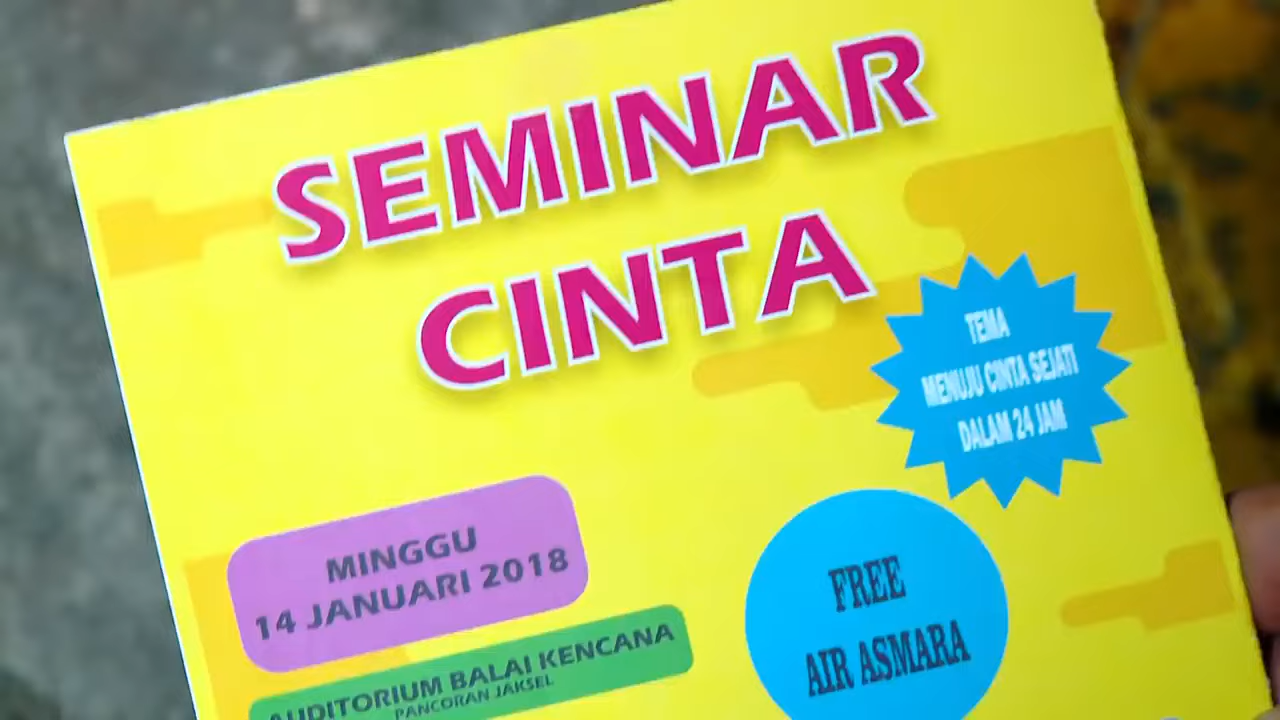 SEMINAR
CINTA
TEMA
MENUJU CINTA SEJATI
DALAM 24 JAM
MINGGU
14 JANUARI 2018
FREE
AIR ASMARA
AUDITORIUM BALAI KENCANA
PANCORAN JAKSEL